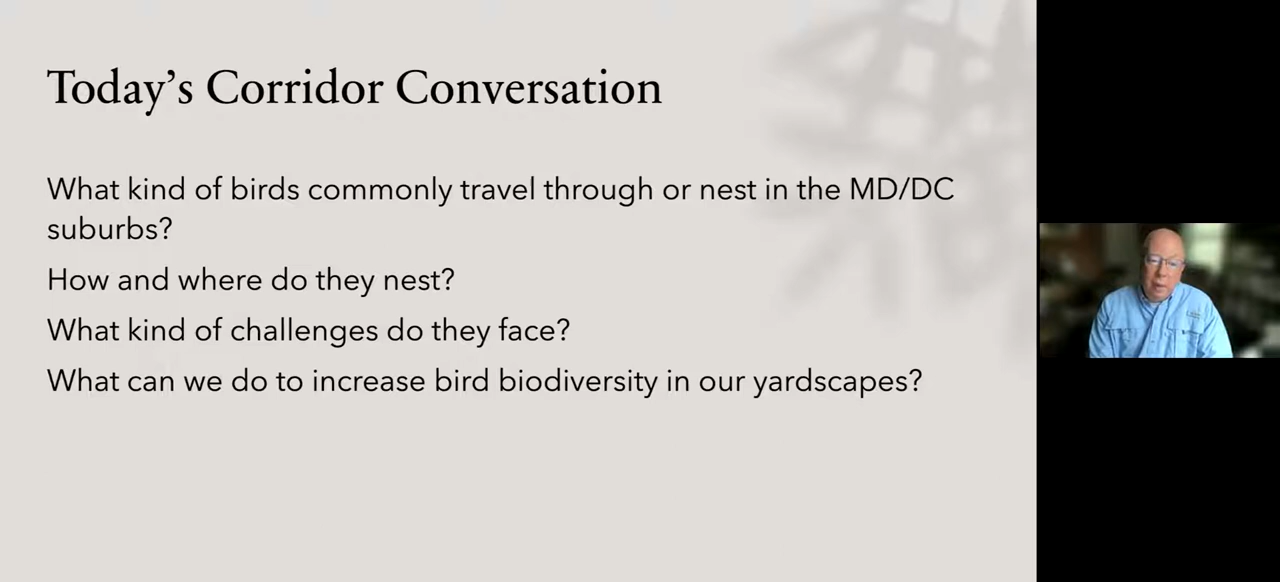 Today’s Corridor Conversation
What kind of birds commonly travel through or nest in the MD/DC
suburbs?
How and where do they nest?
What kind of challenges do they face?
What can we do to increase bird biodiversity in our yardscapes?